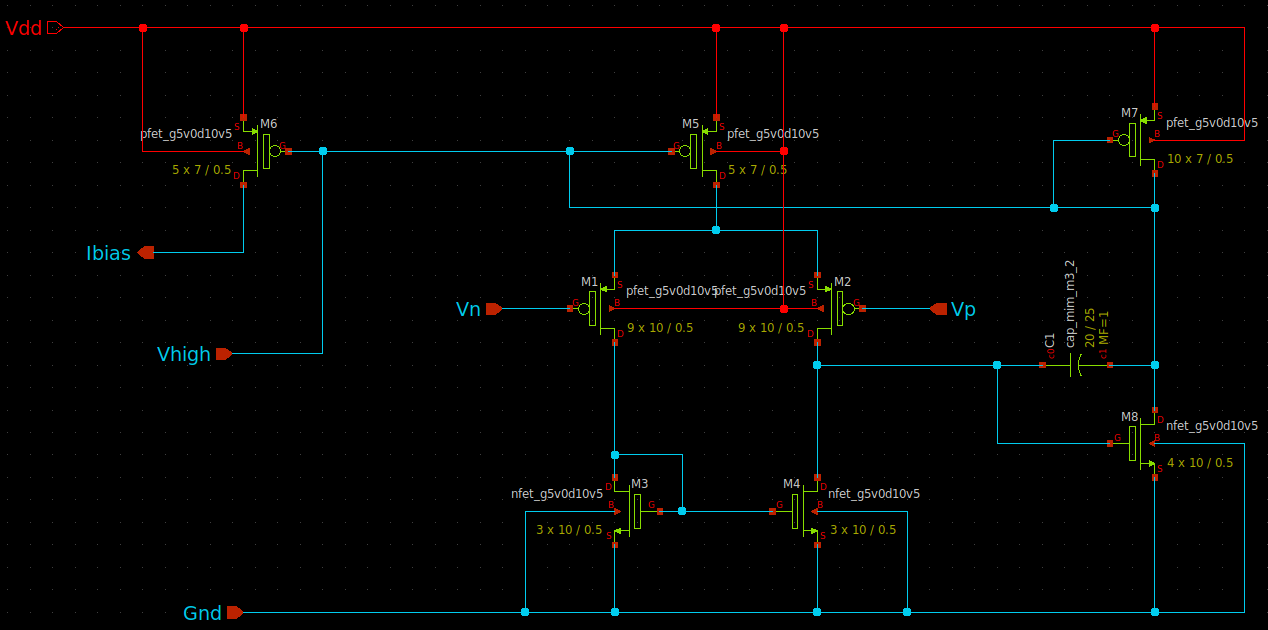 Vdd
M6
pfet_g5v0d10v5
S
B
G
5 x 7 / 0.5
D
M5
pfet_g5v0d10v5
S
G
B
5 x 7 / 0.5
D
M7
pfet_g5v0d10v5
S
G
B
10 x 7 / 0.5
D
Ibias
M1
pfet_g5v0d10v5
S
Vn
G
B
9 x 10 / 0.5
D
M2
pfet_g5v0d10v5
S
B
G
Vp
9 x 10 / 0.5
D
Vhigh
C1
cap_mim_m3_2
20 / 25
MF=1
c0
c1
M8
nfet_g5v0d10v5
D
G
B
4 x 10 / 0.5
S
M3
nfet_g5v0d10v5
D
B
G
3 x 10 / 0.5
S
M4
nfet_g5v0d10v5
D
G
B
3 x 10 / 0.5
S
Gnd